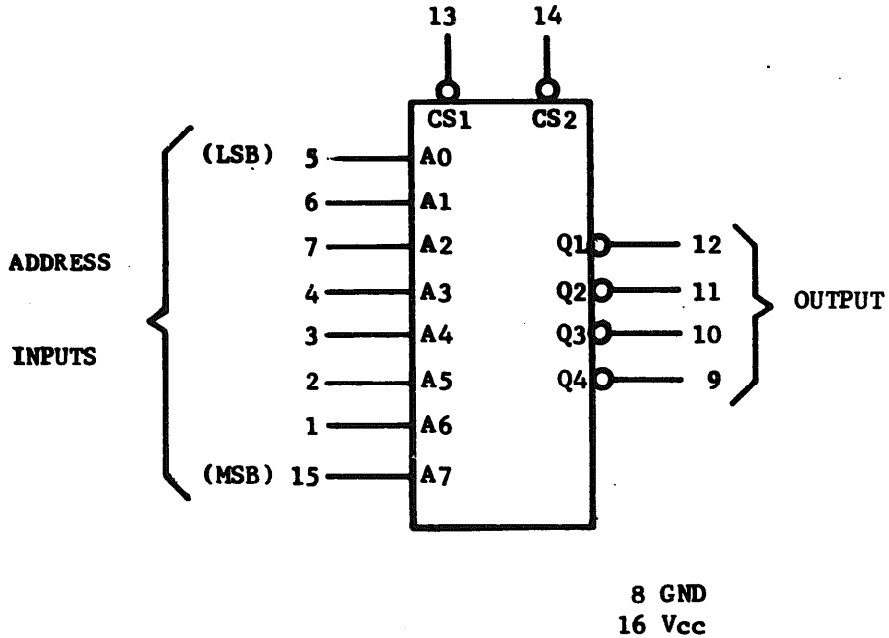 13 14
CS1 CS2
(LSB) 5 A0
6 A1
7 A2 Q1 12
ADDRESS
4 A3 Q2 11 OUTPUT
3 A4 Q3 10
INPUTS
2 A5 Q4 9
1 A6
(MSB) 15 A7
8 GND
16 Vcc